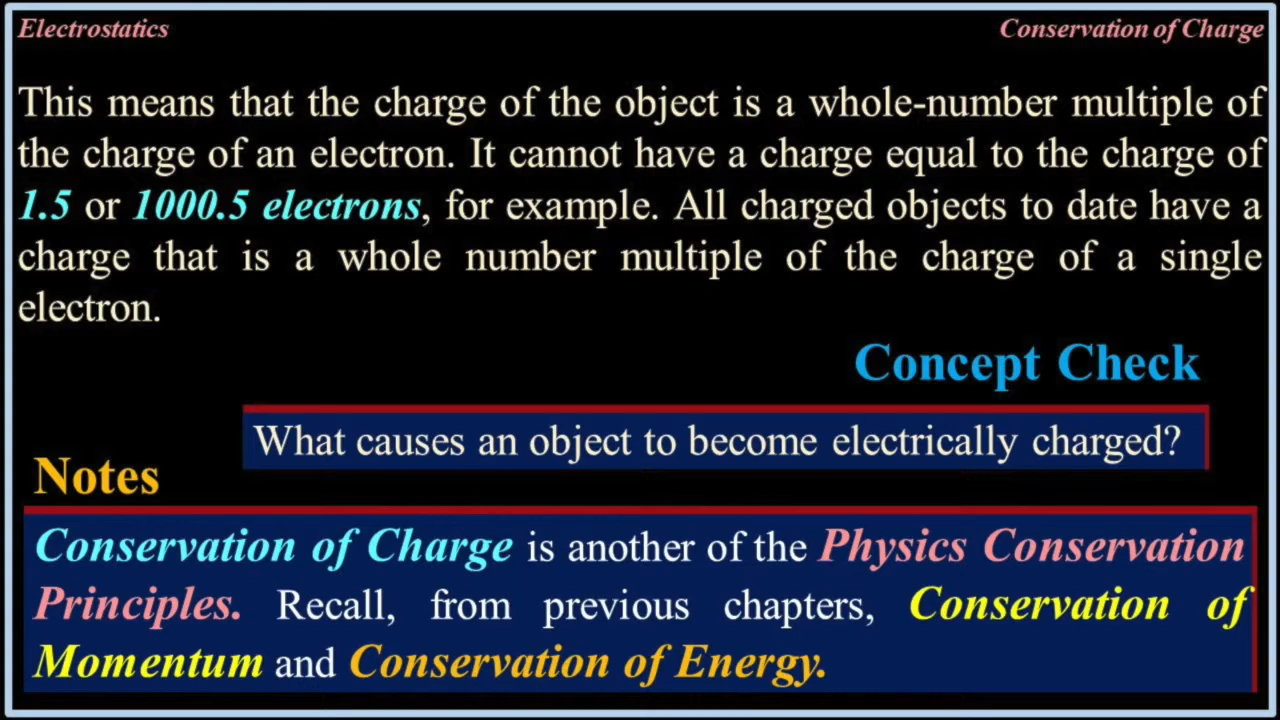 Electrostatics
Conservation of Charge
This means that the charge of the object is a whole-number multiple of
the charge of an electron. It cannot have a charge equal to the charge of
1.5 or 1000.5 electrons, for example. All charged objects to date have a
charge that is a whole number multiple of the charge of a single
electron.
Concept Check
What causes an object to become electrically charged?
Notes
Conservation of Charge is another of the Physics Conservation
Principles. Recall, from previous chapters, Conservation of
Momentum and Conservation of Energy.